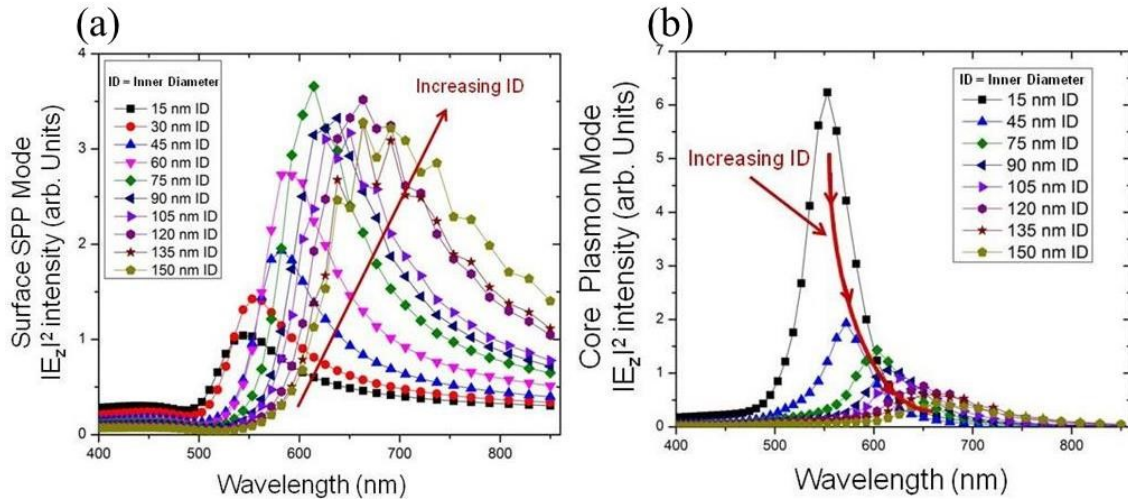 (a)
Surface SPP Mode
|E_z|² intensity (arb. Units)
4
3
2
1
0
ID = Inner Diameter
15 nm ID
30 nm ID
45 nm ID
60 nm ID
75 nm ID
90 nm ID
105 nm ID
120 nm ID
135 nm ID
150 nm ID
Increasing ID
400 500 600 700 800
Wavelength (nm)
(b)
Core Plasmon Mode
|E_z|² intensity (arb. Units)
7
6
5
4
3
2
1
0
ID = Inner Diameter
15 nm ID
45 nm ID
75 nm ID
90 nm ID
105 nm ID
120 nm ID
135 nm ID
150 nm ID
Increasing ID
400 500 600 700 800
Wavelength (nm)